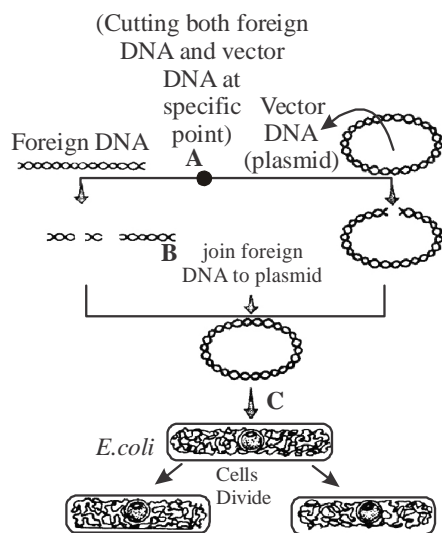 (Cutting both foreign
DNA and vector
DNA at
specific
point)
A
Vector
DNA
(plasmid)
Foreign DNA
B
join foreign
DNA to plasmid
C
E.coli
Cells
Divide